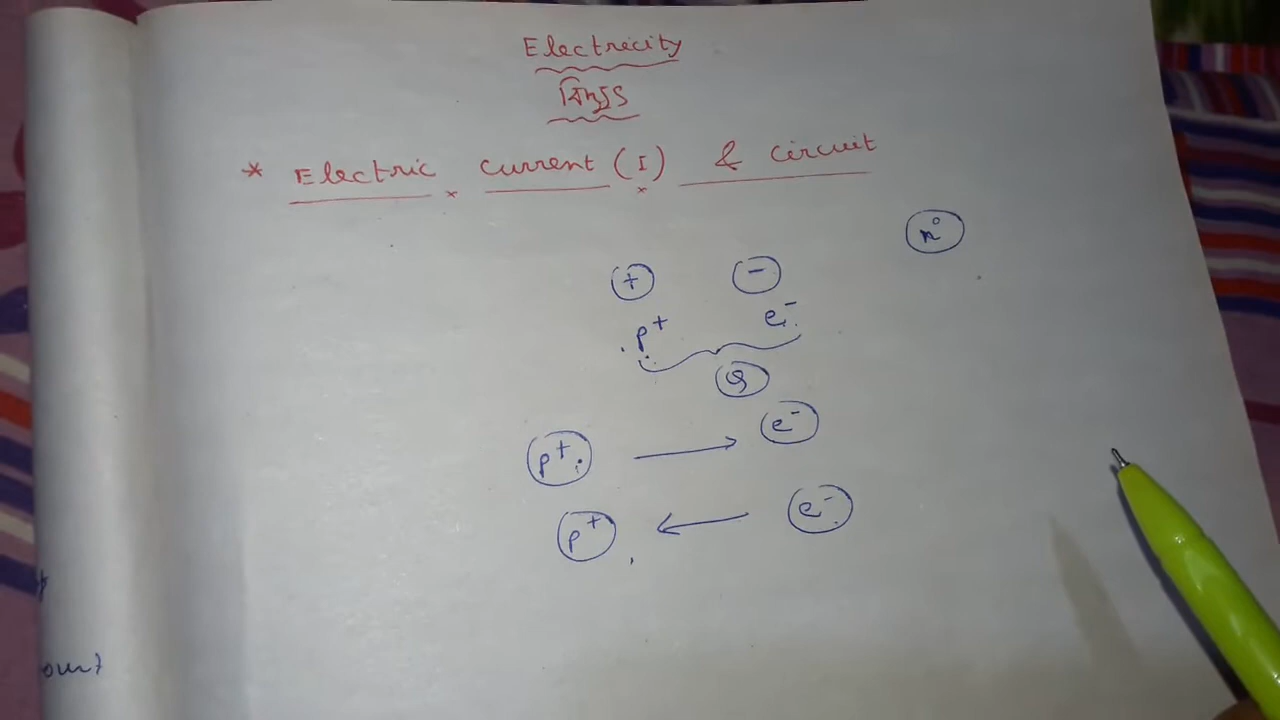 Electricity
বিদ্যুৎ
* Electric Current (I) & Circuit
n°
+ −
p⁺ e⁻
Q
p⁺ → e⁻
p⁺ ← e⁻